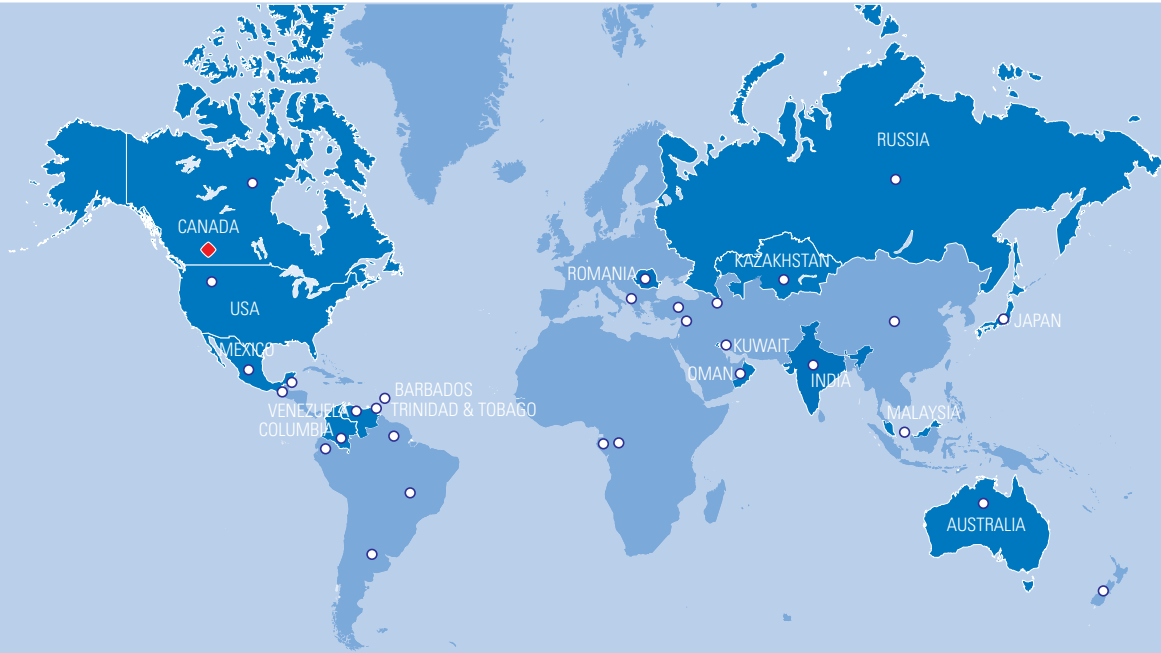 RUSSIA
CANADA
KAZAKHSTAN
ROMANIA
USA
JAPAN
MEXICO
KUWAIT
OMAN
INDIA
BARBADOS
VENEZUELA
TRINIDAD & TOBAGO
MALAYSIA
COLUMBIA
AUSTRALIA